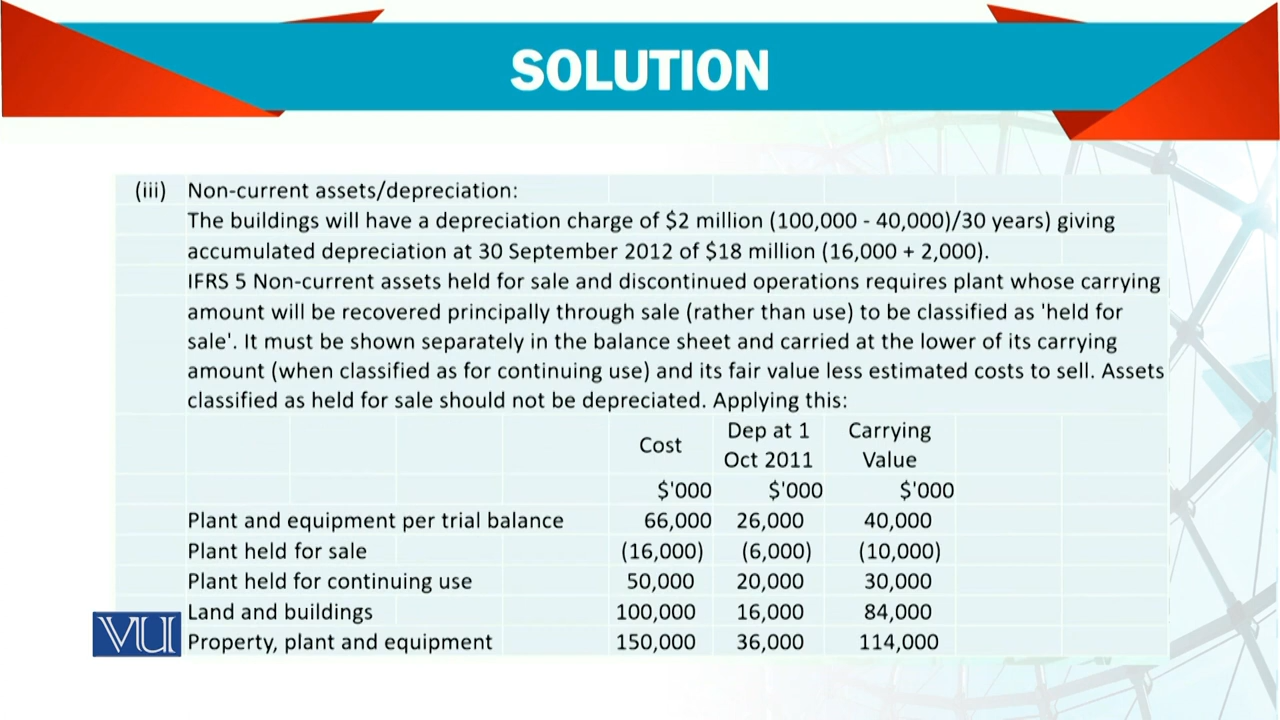 SOLUTION
(iii) Non-current assets/depreciation:
The buildings will have a depreciation charge of $2 million (100,000 - 40,000)/30 years) giving
accumulated depreciation at 30 September 2012 of $18 million (16,000 + 2,000).
IFRS 5 Non-current assets held for sale and discontinued operations requires plant whose carrying
amount will be recovered principally through sale (rather than use) to be classified as 'held for
sale'. It must be shown separately in the balance sheet and carried at the lower of its carrying
amount (when classified as for continuing use) and its fair value less estimated costs to sell. Assets
classified as held for sale should not be depreciated. Applying this:
Cost Dep at 1 Carrying
Oct 2011 Value
$'000 $'000 $'000
Plant and equipment per trial balance 66,000 26,000 40,000
Plant held for sale (16,000) (6,000) (10,000)
Plant held for continuing use 50,000 20,000 30,000
Land and buildings 100,000 16,000 84,000
VU Property, plant and equipment 150,000 36,000 114,000